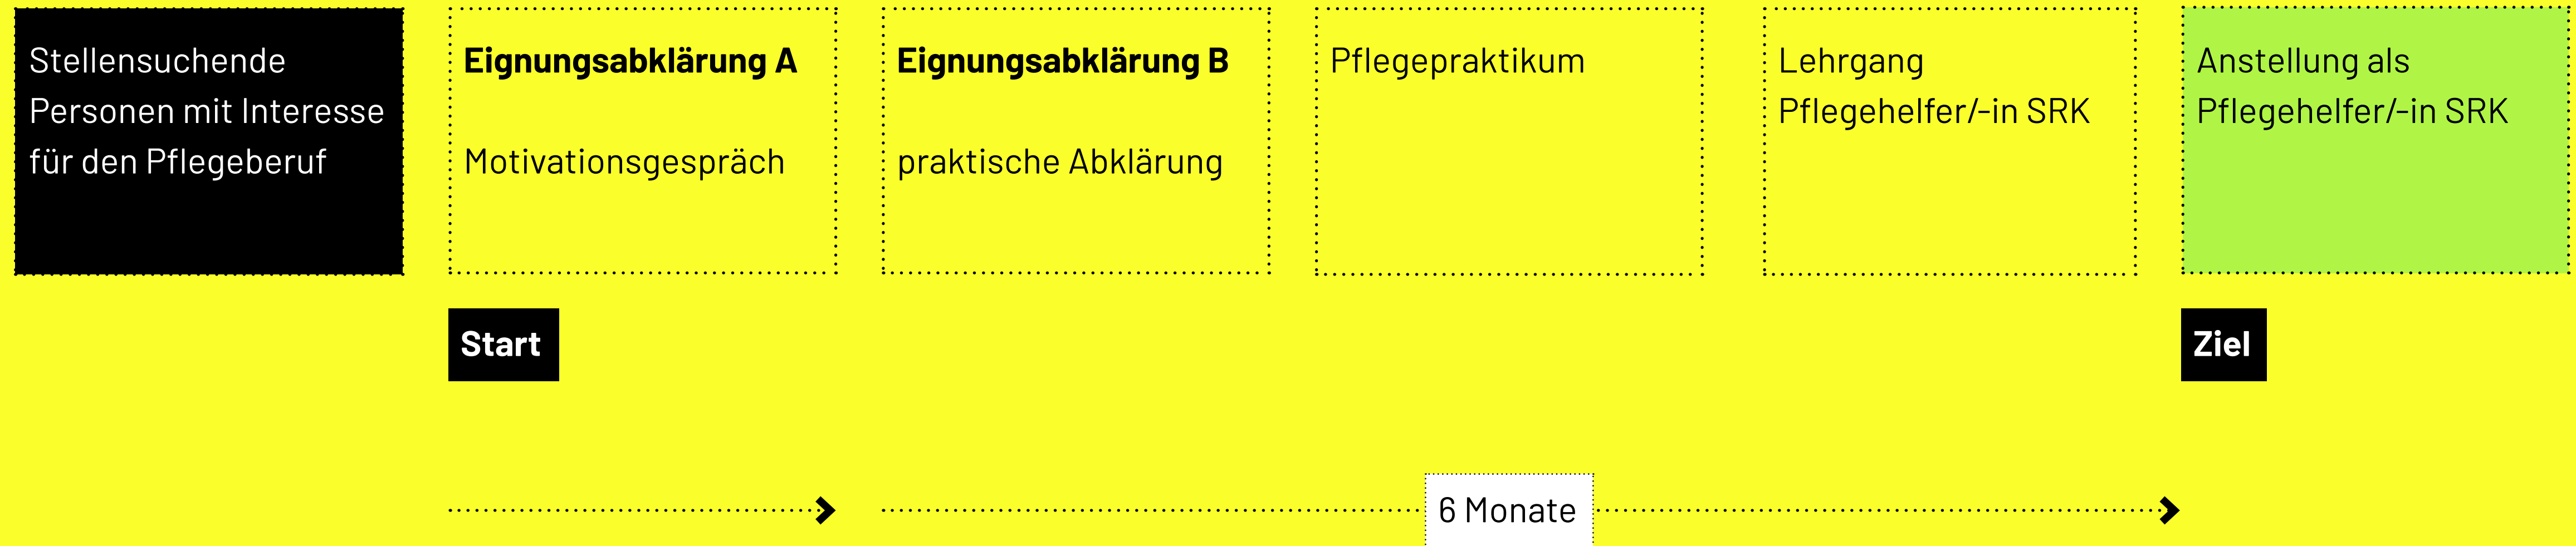 Stellensuchende
Personen mit Interesse
für den Pflegeberuf
Eignungsabklärung A
Motivationsgespräch
Eignungsabklärung B
praktische Abklärung
Pflegepraktikum
Lehrgang
Pflegehelfer/-in SRK
Anstellung als
Pflegehelfer/-in SRK
Start
Ziel
6 Monate